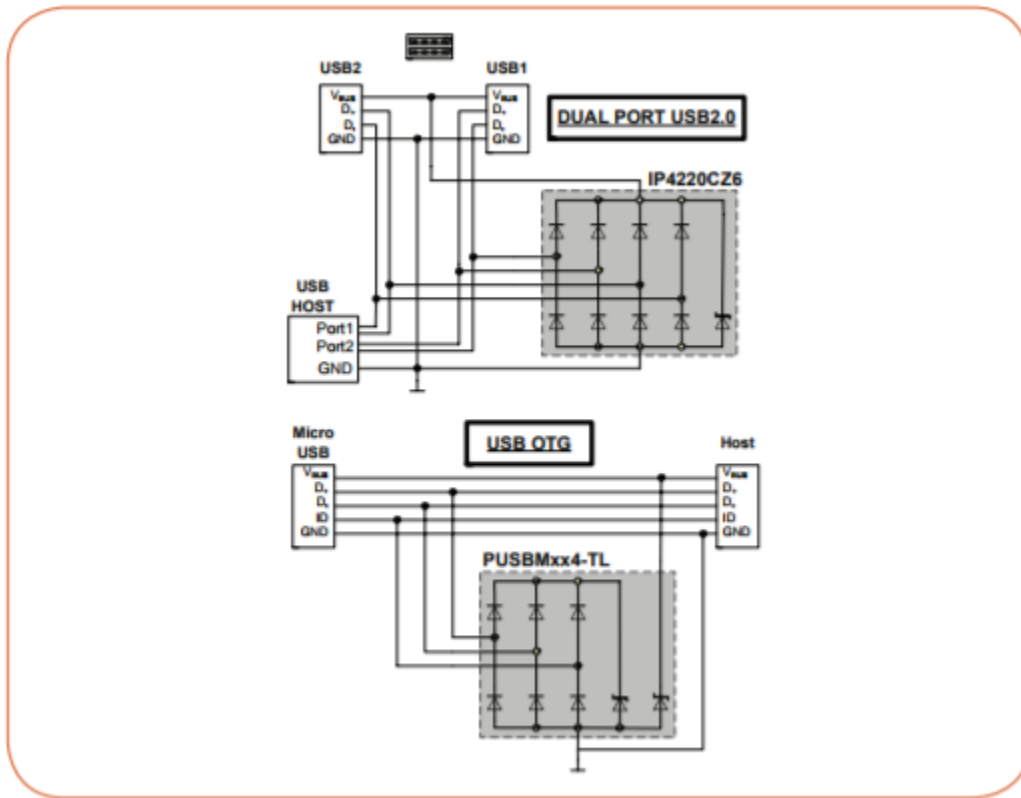 USB2
USB1
VBUS
D+
D-
GND
VBUS
D+
D-
GND
DUAL PORT USB2.0
IP4220CZ6
USB
HOST
Port1
Port2
GND
Micro
USB
USB OTG
Host
VBUS
D+
D-
ID
GND
VBUS
D+
D-
ID
GND
PUSBMxx4-TL